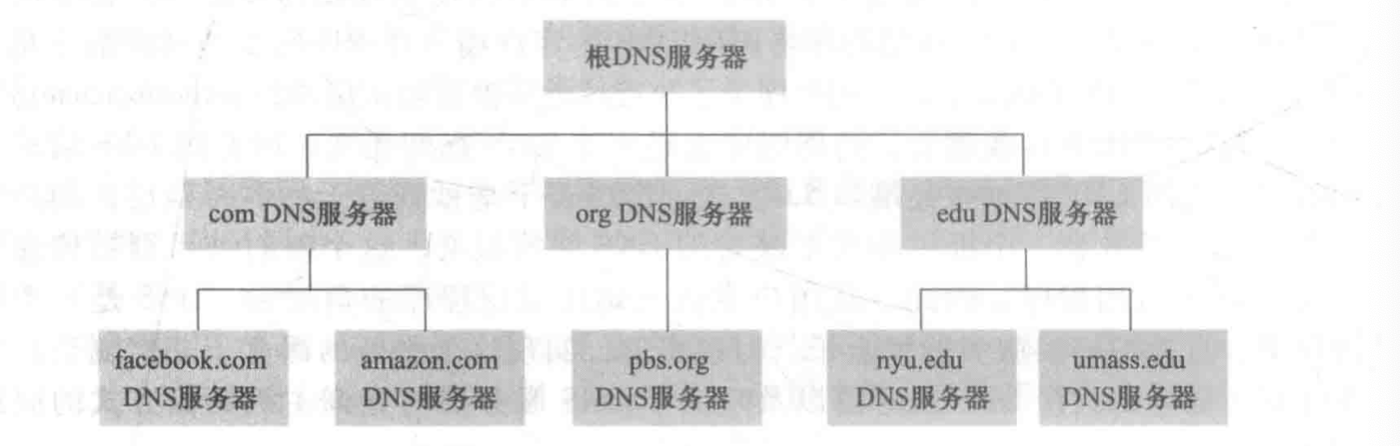 根DNS服务器
com DNS服务器
org DNS服务器
edu DNS服务器
facebook.com
DNS服务器
amazon.com
DNS服务器
pbs.org
DNS服务器
nyu.edu
DNS服务器
umass.edu
DNS服务器